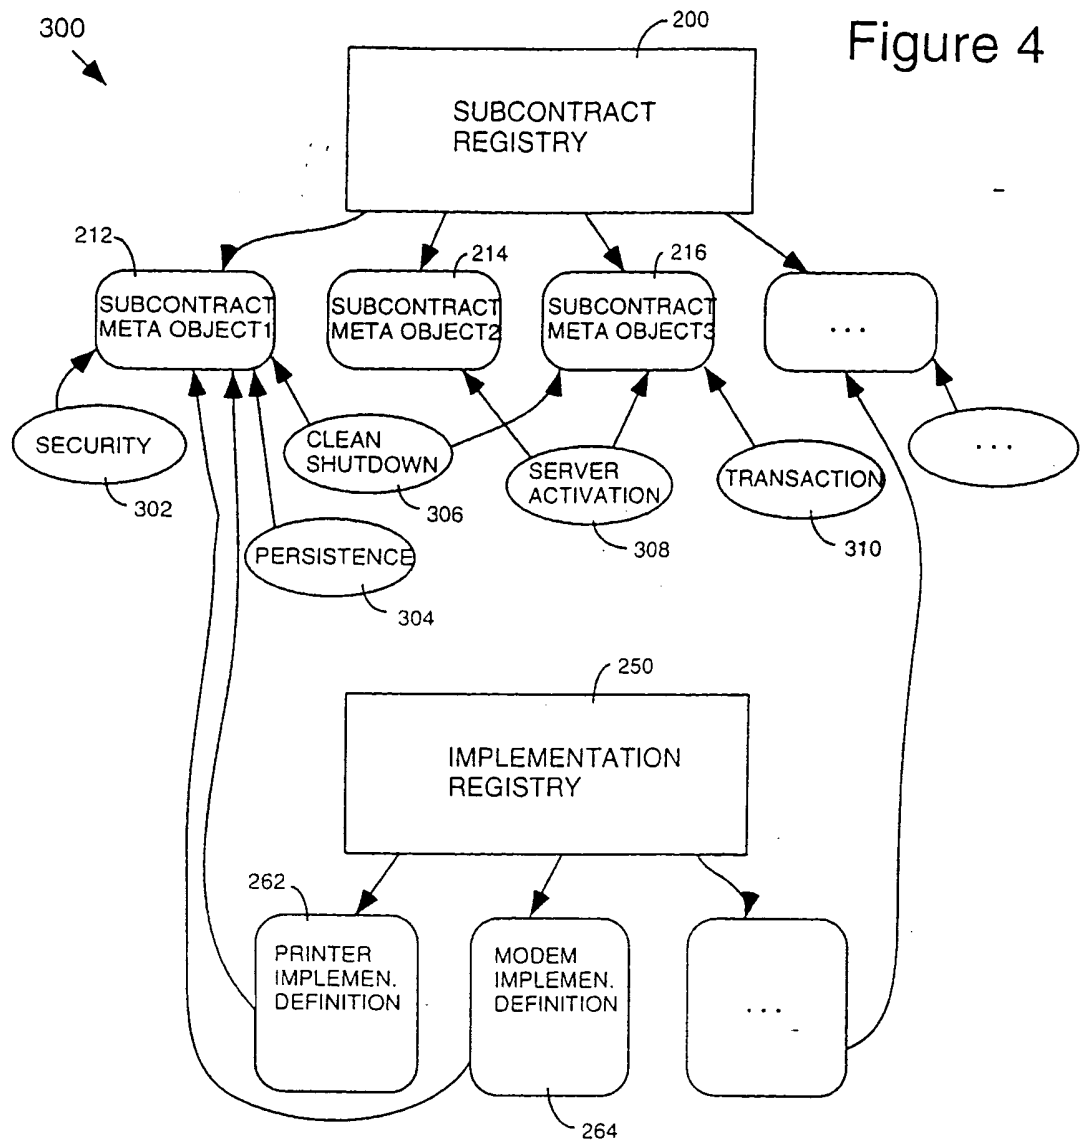 300
200
Figure 4
SUBCONTRACT
REGISTRY
212
214
216
SUBCONTRACT
META OBJECT1
SUBCONTRACT
META OBJECT2
SUBCONTRACT
META OBJECT3
...
SECURITY
302
CLEAN
SHUTDOWN
306
SERVER
ACTIVATION
308
TRANSACTION
310
...
PERSISTENCE
304
250
IMPLEMENTATION
REGISTRY
262
PRINTER
IMPLEMEN.
DEFINITION
MODEM
IMPLEMEN.
DEFINITION
...
264